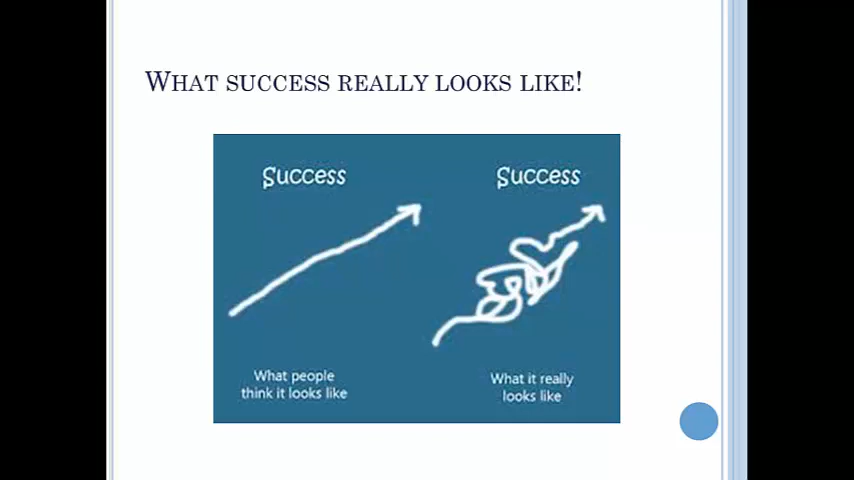 WHAT SUCCESS REALLY LOOKS LIKE!
Success
Success
What people
think it looks like
What it really
looks like